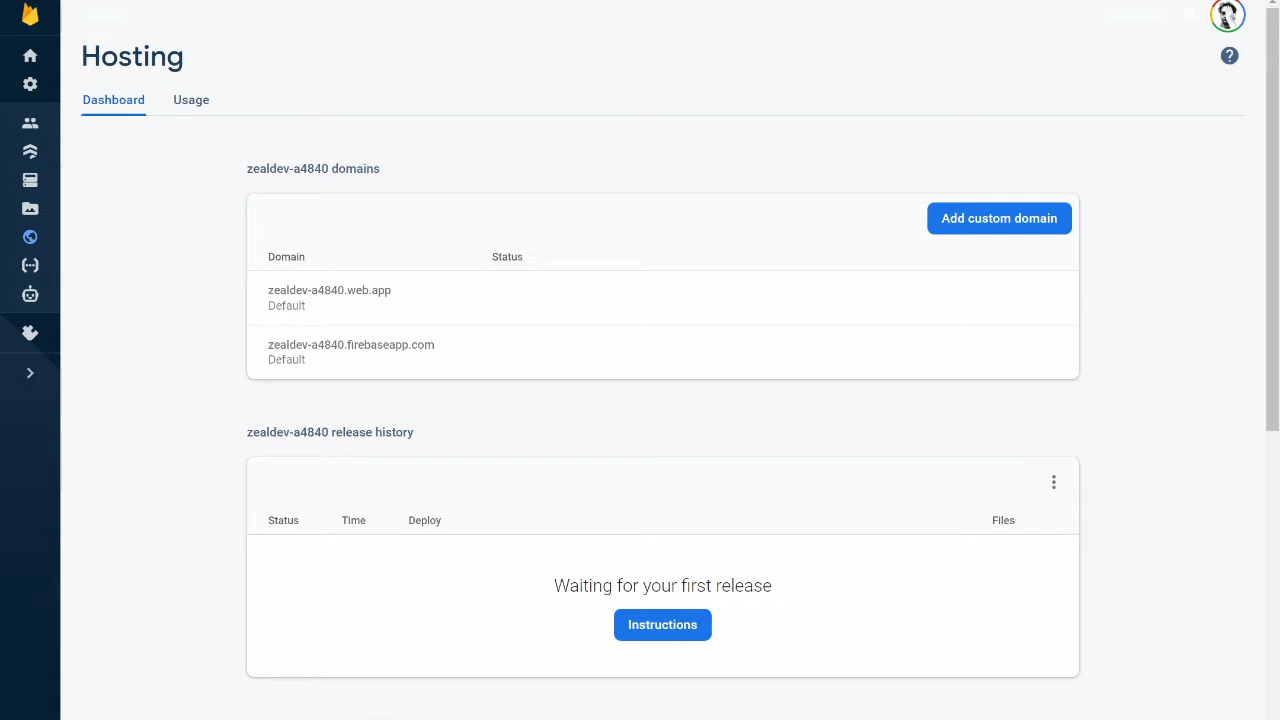 Hosting
?
Dashboard Usage
zealdev-a4840 domains
Add custom domain
Domain Status
zealdev-a4840.web.app
Default
zealdev-a4840.firebaseapp.com
Default
zealdev-a4840 release history
Status Time Deploy Files
Waiting for your first release
Instructions